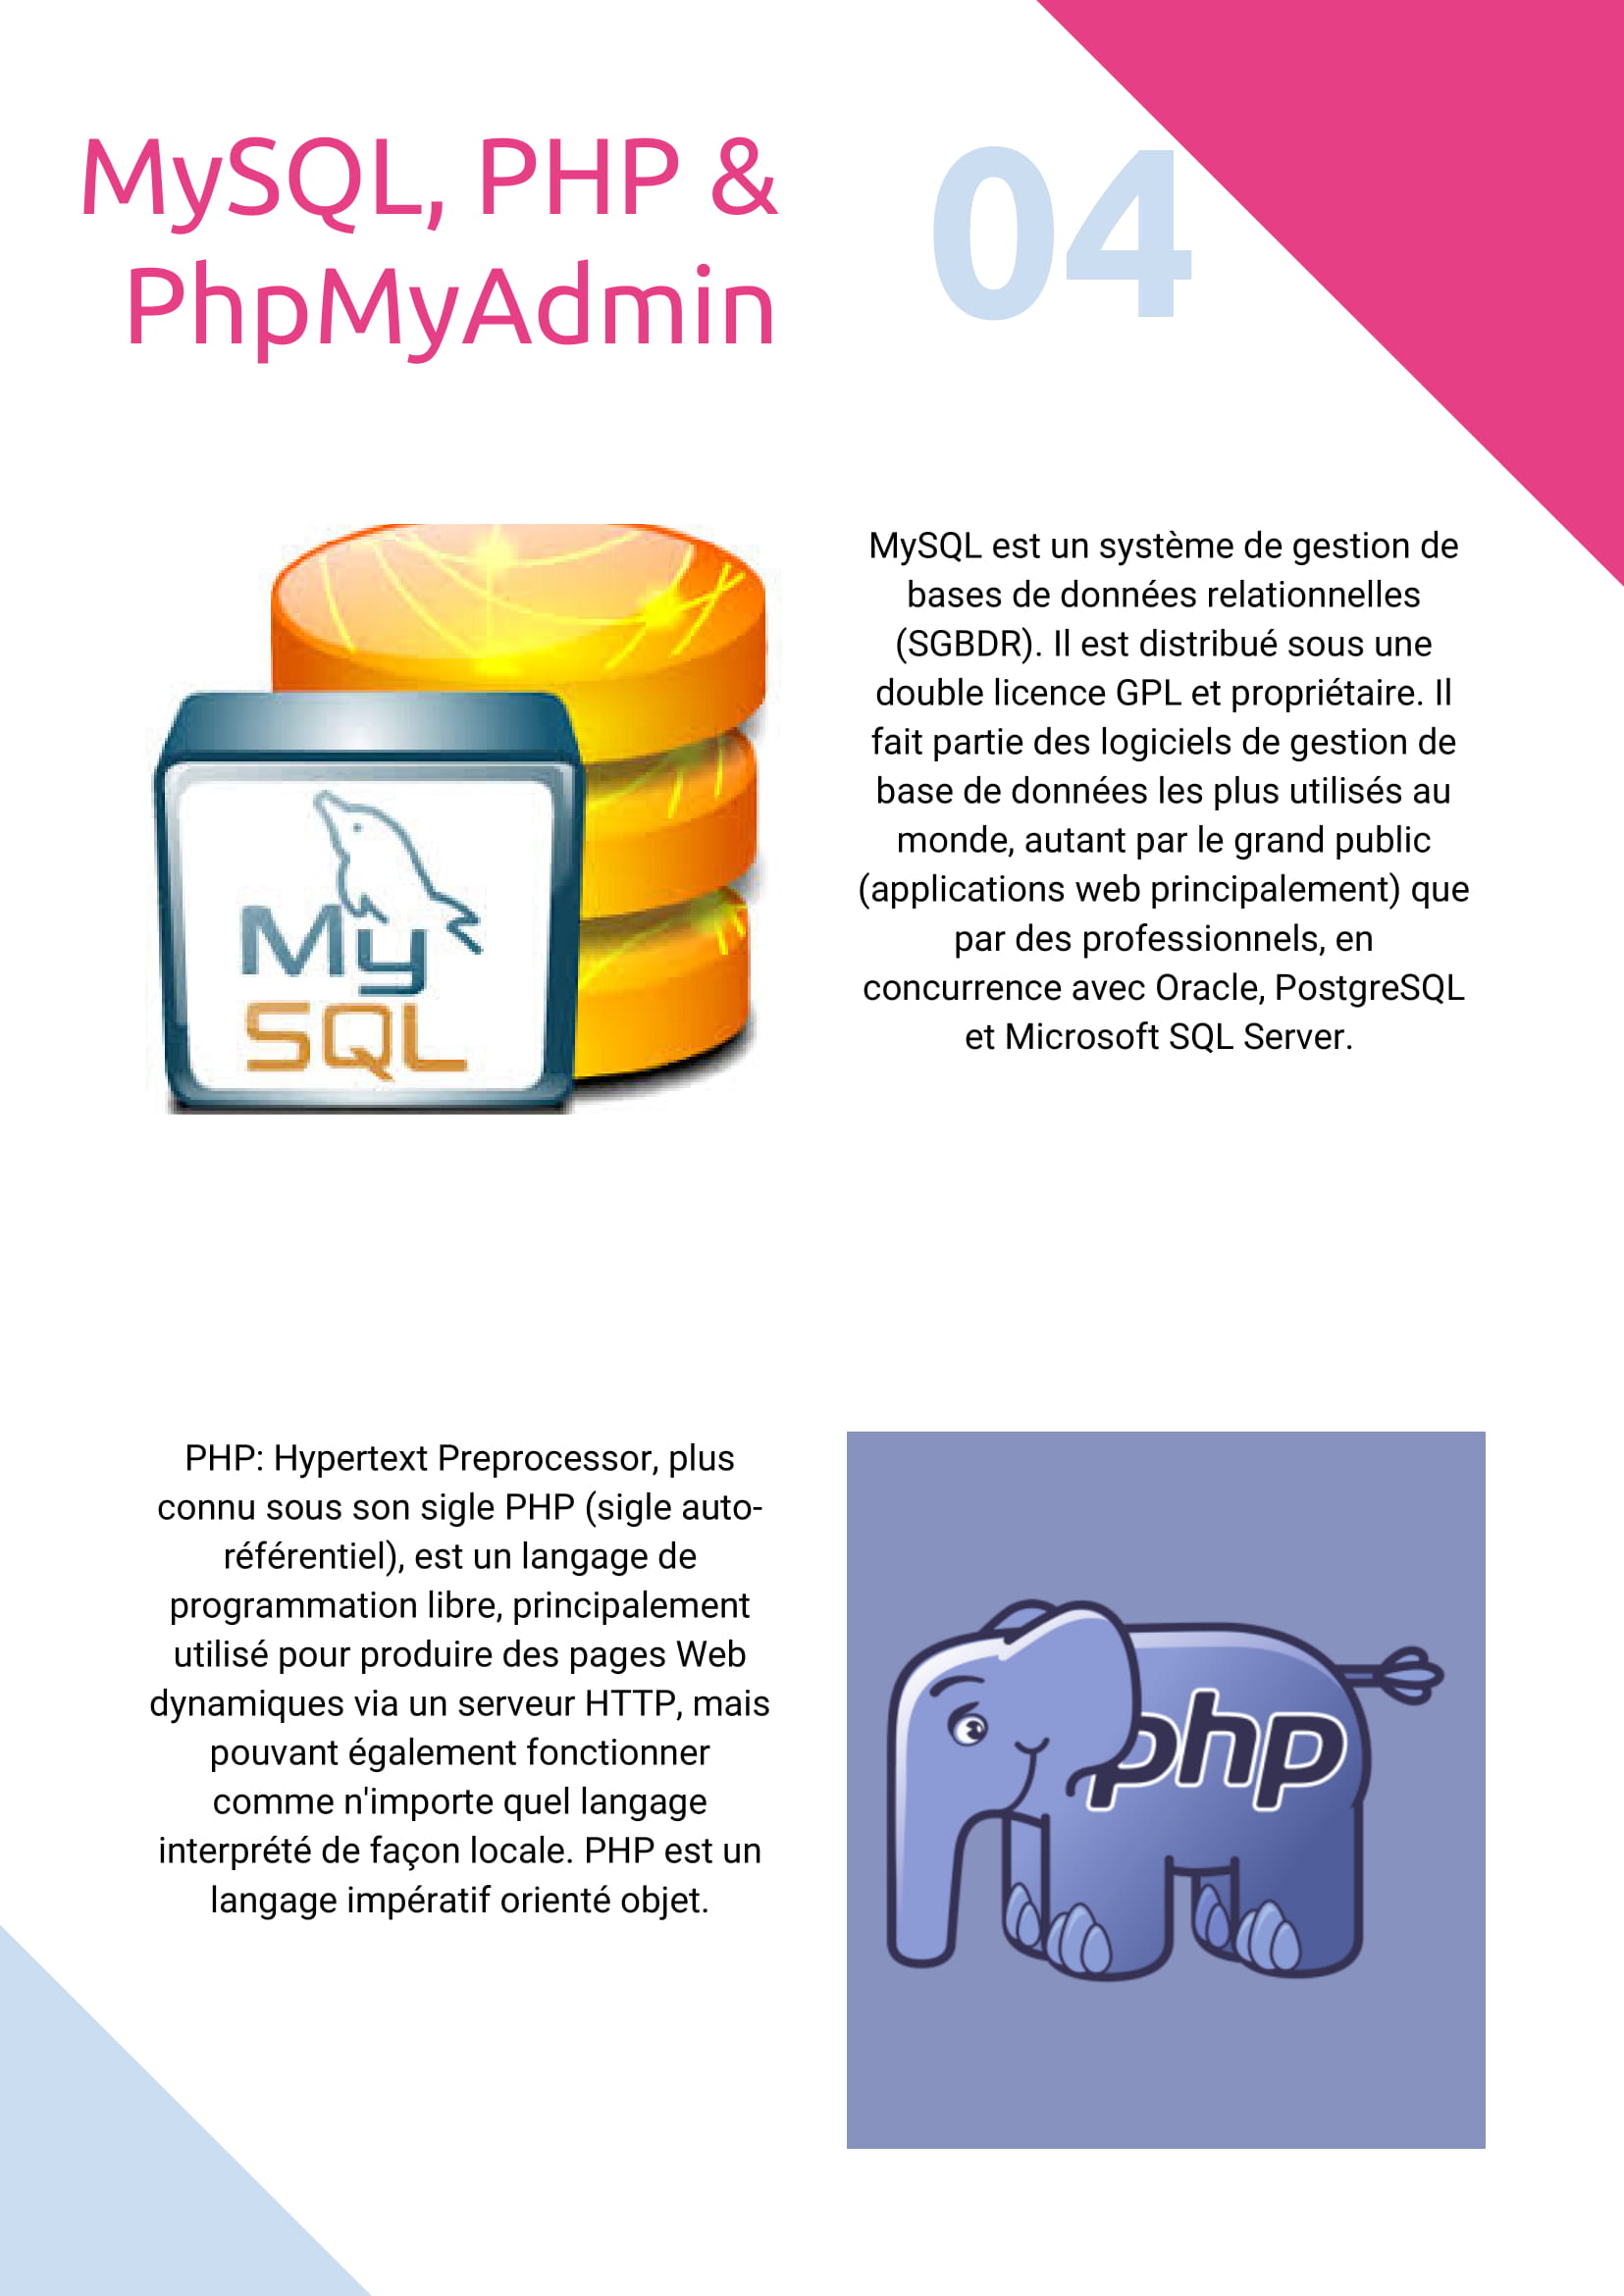 MySQL, PHP &
PhpMyAdmin
04
MySQL est un système de gestion de
bases de données relationnelles
(SGBDR). Il est distribué sous une
double licence GPL et propriétaire. Il
fait partie des logiciels de gestion de
base de données les plus utilisés au
monde, autant par le grand public
(applications web principalement) que
par des professionnels, en
concurrence avec Oracle, PostgreSQL
et Microsoft SQL Server.
My
SQL
PHP: Hypertext Preprocessor, plus
connu sous son sigle PHP (sigle auto-
référentiel), est un langage de
programmation libre, principalement
utilisé pour produire des pages Web
dynamiques via un serveur HTTP, mais
pouvant également fonctionner
comme n'importe quel langage
interprété de façon locale. PHP est un
langage impératif orienté objet.
php